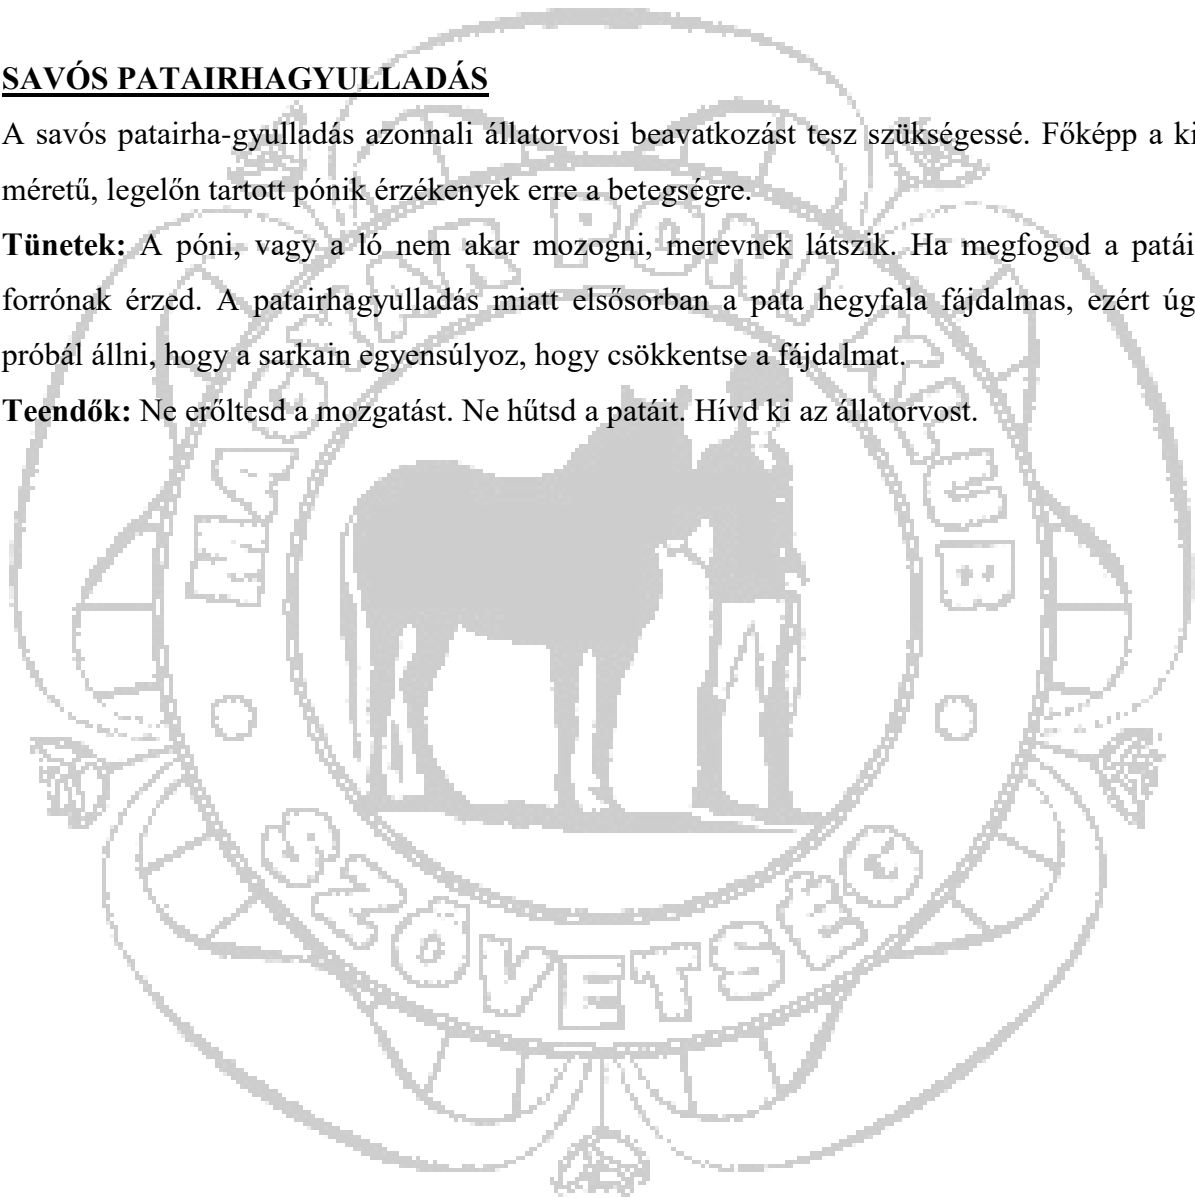 SAVÓS PATAIRHAGYULLADÁS
A savós patairha-gyulladás azonnali állatorvosi beavatkozást tesz szükségessé. Főképp a ki
méretű, legelőn tartott pónik érzékenyek erre a betegségre.
Tünetek: A póni, vagy a ló nem akar mozogni, merevnek látszik. Ha megfogod a patái
forrónak érzed. A patairhagyulladás miatt elsősorban a pata hegyfala fájdalmas, ezért úg
próbál állni, hogy a sarkain egyensúlyoz, hogy csökkentse a fájdalmat.
Teendők: Ne erőltesd a mozgatást. Ne hűtsd a patáit. Hívd ki az állatorvost.
MAGYAR PÓNI KLUB
SZÖVETSÉG